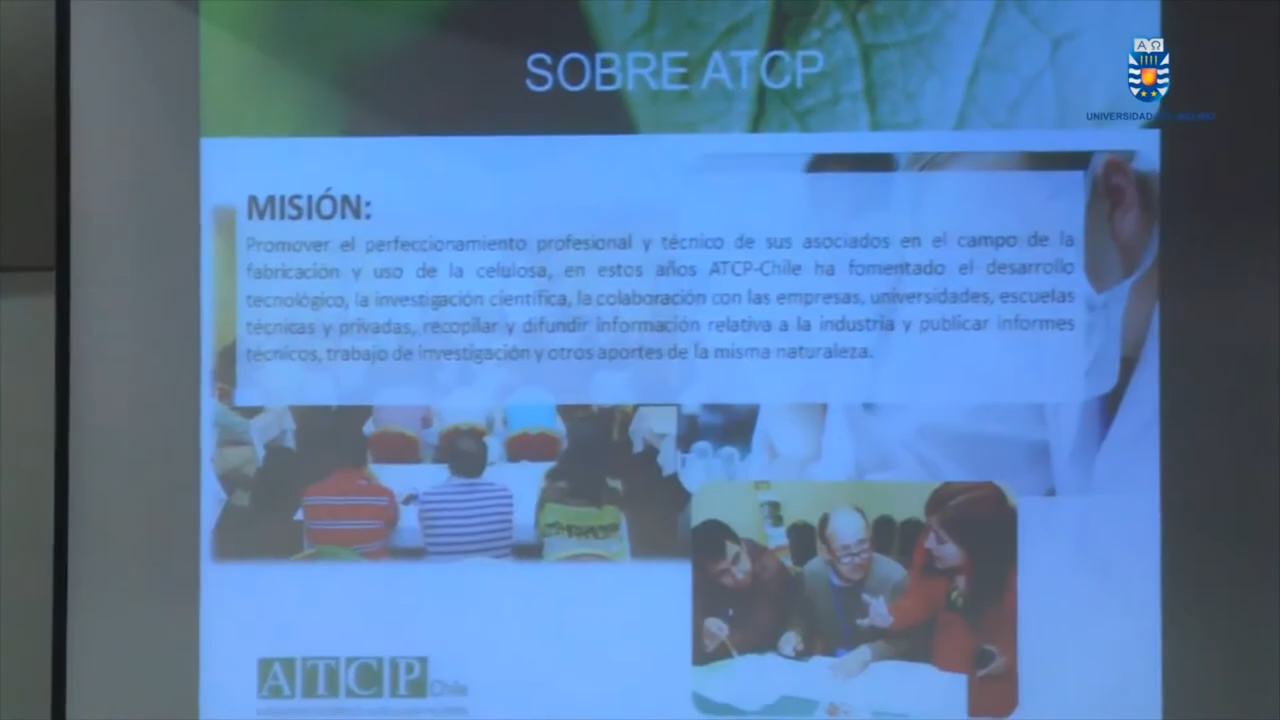 SOBRE ATCP
ΑΩ
UNIVERSIDAD
MISIÓN:
Promover el perfeccionamiento profesional y técnico de sus asociados en el campo de la
fabricación y uso de la celulosa, en estos años ATCP-Chile ha fomentado el desarrollo
tecnológico, la investigación científica, la colaboración con las empresas, universidades, escuelas
técnicas y privadas, recopilar y difundir información relativa a la industria y publicar informes
técnicos, trabajo de investigación y otros aportes de la misma naturaleza.
ATCP Chile